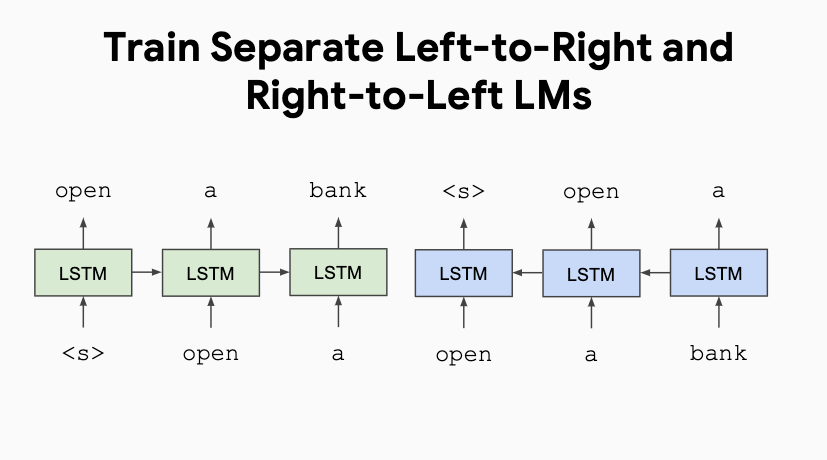 Train Separate Left-to-Right and
Right-to-Left LMs
open a bank <s> open a
LSTM LSTM LSTM LSTM LSTM LSTM
<s> open a open a bank